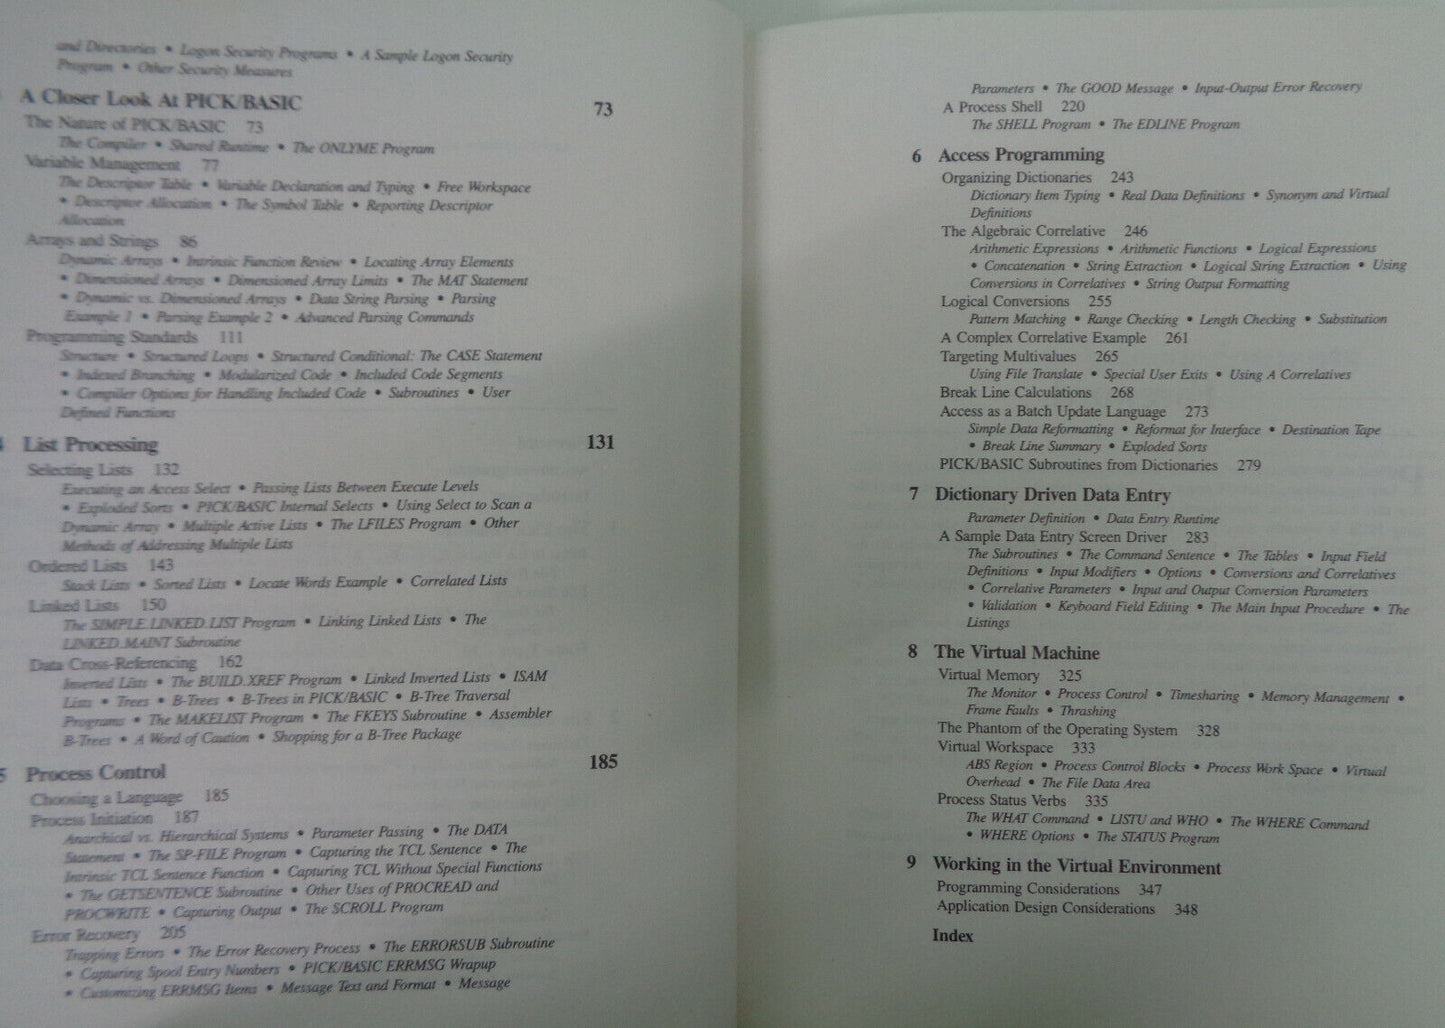 and Directories • Logon Security Programs • A Sample Logon Security
Program • Other Security Measures
A Closer Look At PICK/BASIC 73
The Nature of PICK/BASIC 73
The Compiler • Shared Runtime • The ONLYME Program
Variable Management 77
The Descriptor Table • Variable Declaration and Typing • Free Workspace
• Descriptor Allocation • The Symbol Table • Reporting Descriptor
Allocation
Arrays and Strings 86
Dynamic Arrays • Intrinsic Function Review • Locating Array Elements
• Dimensioned Arrays • Dimensioned Array Limits • The MAT Statement
• Dynamic vs. Dimensioned Arrays • Data String Parsing • Parsing
Example 1 • Parsing Example 2 • Advanced Parsing Commands
Programming Standards 111
Structure • Structured Loops • Structured Conditional: The CASE Statement
• Indexed Branching • Modularized Code • Included Code Segments
• Compiler Options for Handling Included Code • Subroutines • User
Defined Functions
4 List Processing 131
Selecting Lists 132
Executing an Access Select • Passing Lists Between Execute Levels
• Exploded Sorts • PICK/BASIC Internal Selects • Using Select to Scan a
Dynamic Array • Multiple Active Lists • The LFILES Program • Other
Methods of Addressing Multiple Lists
Ordered Lists 143
Stack Lists • Sorted Lists • Locate Words Example • Correlated Lists
Linked Lists 150
The SIMPLE.LINKED.LIST Program • Linking Linked Lists • The
LINKED.MAINT Subroutine
Data Cross-Referencing 162
Inverted Lists • The BUILD.XREF Program • Linked Inverted Lists • ISAM
Lists • Trees • B-Trees • B-Trees in PICK/BASIC • B-Tree Traversal
Programs • The MAKELIST Program • The FKEYS Subroutine • Assembler
B-Trees • A Word of Caution • Shopping for a B-Tree Package
5 Process Control 185
Choosing a Language 185
Process Initiation 187
Anarchical vs. Hierarchical Systems • Parameter Passing • The DATA
Statement • The SP-FILE Program • Capturing the TCL Sentence • The
Intrinsic TCL Sentence Function • Capturing TCL Without Special Functions
• The GETSENTENCE Subroutine • Other Uses of PROCREAD and
PROCWRITE • Capturing Output • The SCROLL Program
Error Recovery 205
Trapping Errors • The Error Recovery Process • The ERRORSUB Subroutine
• Capturing Spool Entry Numbers • PICK/BASIC ERRMSG Wrapup
• Customizing ERRMSG Items • Message Text and Format • Message
Parameters • The GOOD Message • Input-Output Error Recovery
A Process Shell 220
The SHELL Program • The EDLINE Program
6 Access Programming
Organizing Dictionaries 243
Dictionary Item Typing • Real Data Definitions • Synonym and Virtual
Definitions
The Algebraic Correlative 246
Arithmetic Expressions • Arithmetic Functions • Logical Expressions
• Concatenation • String Extraction • Logical String Extraction • Using
Conversions in Correlatives • String Output Formatting
Logical Conversions 255
Pattern Matching • Range Checking • Length Checking • Substitution
A Complex Correlative Example 261
Targeting Multivalues 265
Using File Translate • Special User Exits • Using A Correlatives
Break Line Calculations 268
Access as a Batch Update Language 273
Simple Data Reformatting • Reformat for Interface • Destination Tape
• Break Line Summary • Exploded Sorts
PICK/BASIC Subroutines from Dictionaries 279
7 Dictionary Driven Data Entry
Parameter Definition • Data Entry Runtime
A Sample Data Entry Screen Driver 283
The Subroutines • The Command Sentence • The Tables • Input Field
Definitions • Input Modifiers • Options • Conversions and Correlatives
• Correlative Parameters • Input and Output Conversion Parameters
• Validation • Keyboard Field Editing • The Main Input Procedure • The
Listings
8 The Virtual Machine
Virtual Memory 325
The Monitor • Process Control • Timesharing • Memory Management •
Frame Faults • Thrashing
The Phantom of the Operating System 328
Virtual Workspace 333
ABS Region • Process Control Blocks • Process Work Space • Virtual
Overhead • The File Data Area
Process Status Verbs 335
The WHAT Command • LISTU and WHO • The WHERE Command
• WHERE Options • The STATUS Program
9 Working in the Virtual Environment
Programming Considerations 347
Application Design Considerations 348
Index